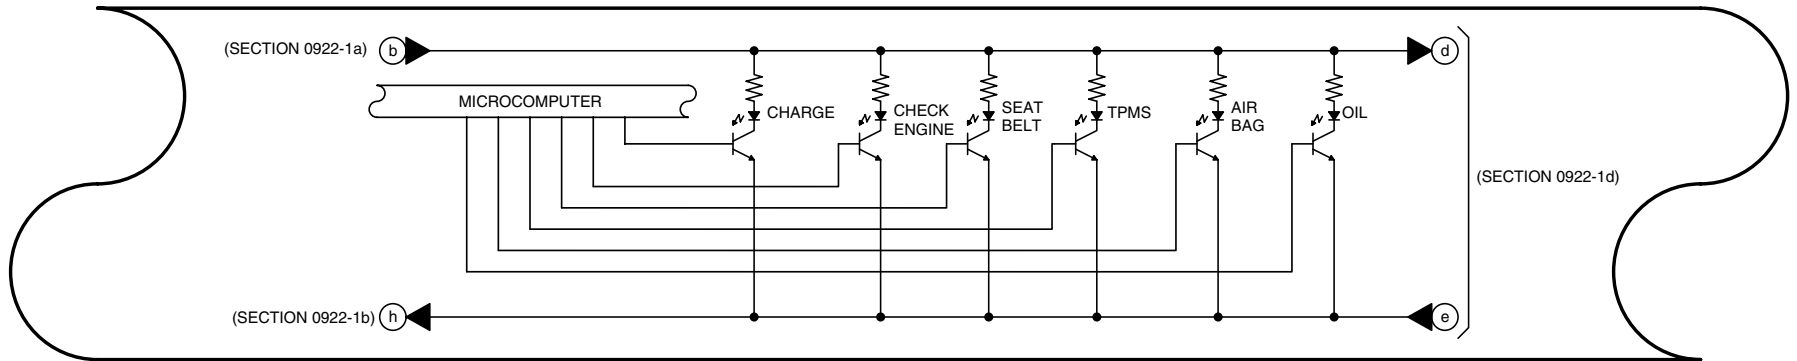 (SECTION 0922-1a) b d
MICROCOMPUTER
CHARGE
CHECK
ENGINE
SEAT
BELT
TPMS
AIR
BAG
OIL
(SECTION 0922-1d)
(SECTION 0922-1b) h e